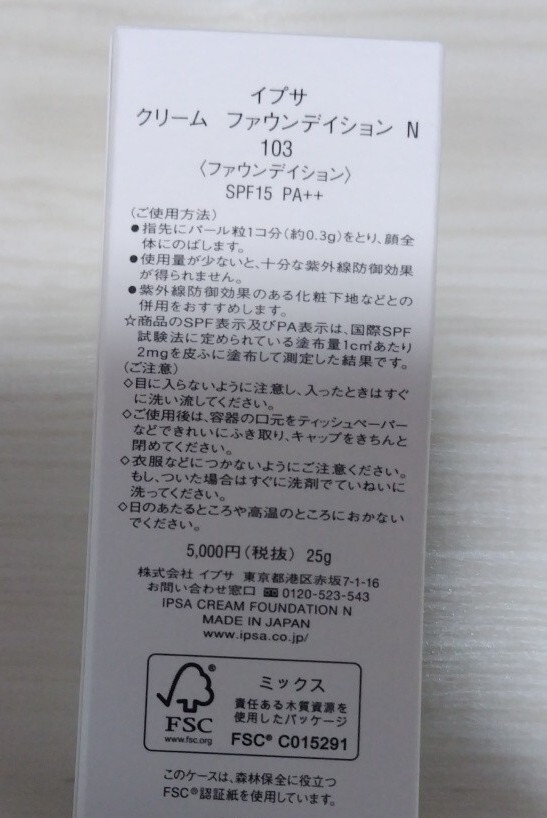 イプサ
クリーム ファウンデイション N
103
〈ファウンデイション〉
SPF15 PA++
(ご使用方法)
●指先にパール粒1コ分(約0.3g)をとり、顔全
体にのばします。
●使用量が少ないと、十分な紫外線防御効果
が得られません。
●紫外線防御効果のある化粧下地などとの
併用をおすすめします。
☆商品のSPF表示及びPA表示は、国際SPF
試験法に定められている塗布量1c㎡あたり
2mgを皮ふに塗布して測定した結果です。
(ご注意)
◇目に入らないように注意し、入ったときはすぐ
に洗い流してください。
◇ご使用後は、容器の口元をティッシュペーパー
などできれいにふき取り、キャップをきちんと
閉めてください。
◇衣服などにつかないようにご注意ください。
もし、ついた場合はすぐに洗剤でていねいに
洗ってください。
◇日のあたるところや高温のところにおかない
でください。
5,000円(税抜) 25g
株式会社 イプサ 東京都港区赤坂7-1-16
お問い合わせ窓口 0120-523-543
IPSA CREAM FOUNDATION N
MADE IN JAPAN
www.ipsa.co.jp/
®
FSC
www.fsc.org
ミックス
責任ある木質資源を
使用したパッケージ
FSC® C015291
このケースは、森林保全に役立つ
FSC®認証紙を使用しています。